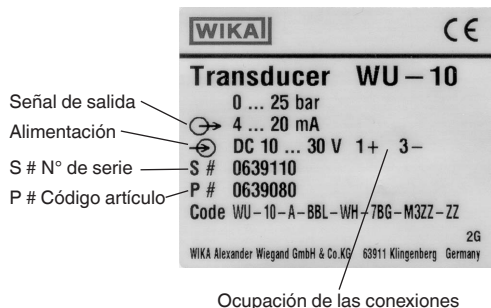 WIKA CE
Transducer WU – 10
0 ... 25 bar
Señal de salida 4 ... 20 mA
Alimentación DC 10 ... 30 V 1+ 3–
S # N° de serie S # 0639110
P # Código artículo P # 0639080
Code WU–10–A–BBL–WH–7BG–M3ZZ–ZZ
2G
WIKA Alexander Wiegand GmbH & Co.KG 63911 Klingenberg Germany
Ocupación de las conexiones